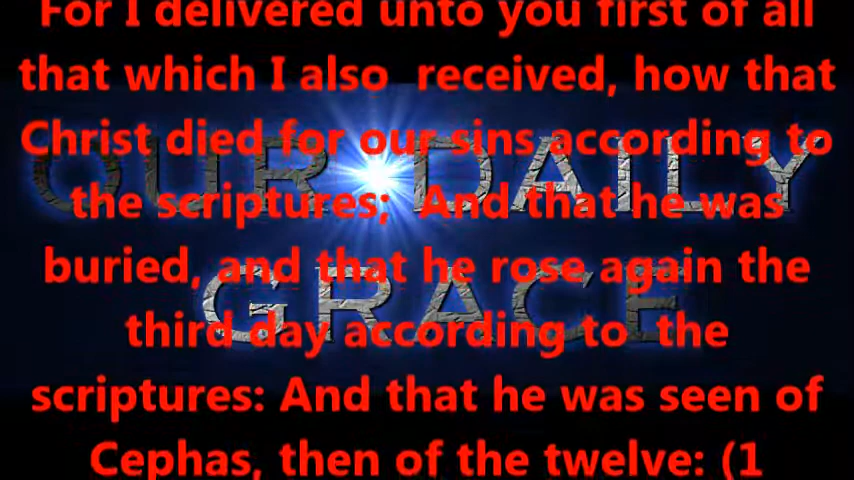 For I delivered unto you first of all
that which I also  received, how that
Christ died for our sins according to
OUR DAILY
the scriptures;  And that he was
buried, and that he rose again the
GRACE
third day according to  the
scriptures: And that he was seen of
Cephas, then of the twelve: (1